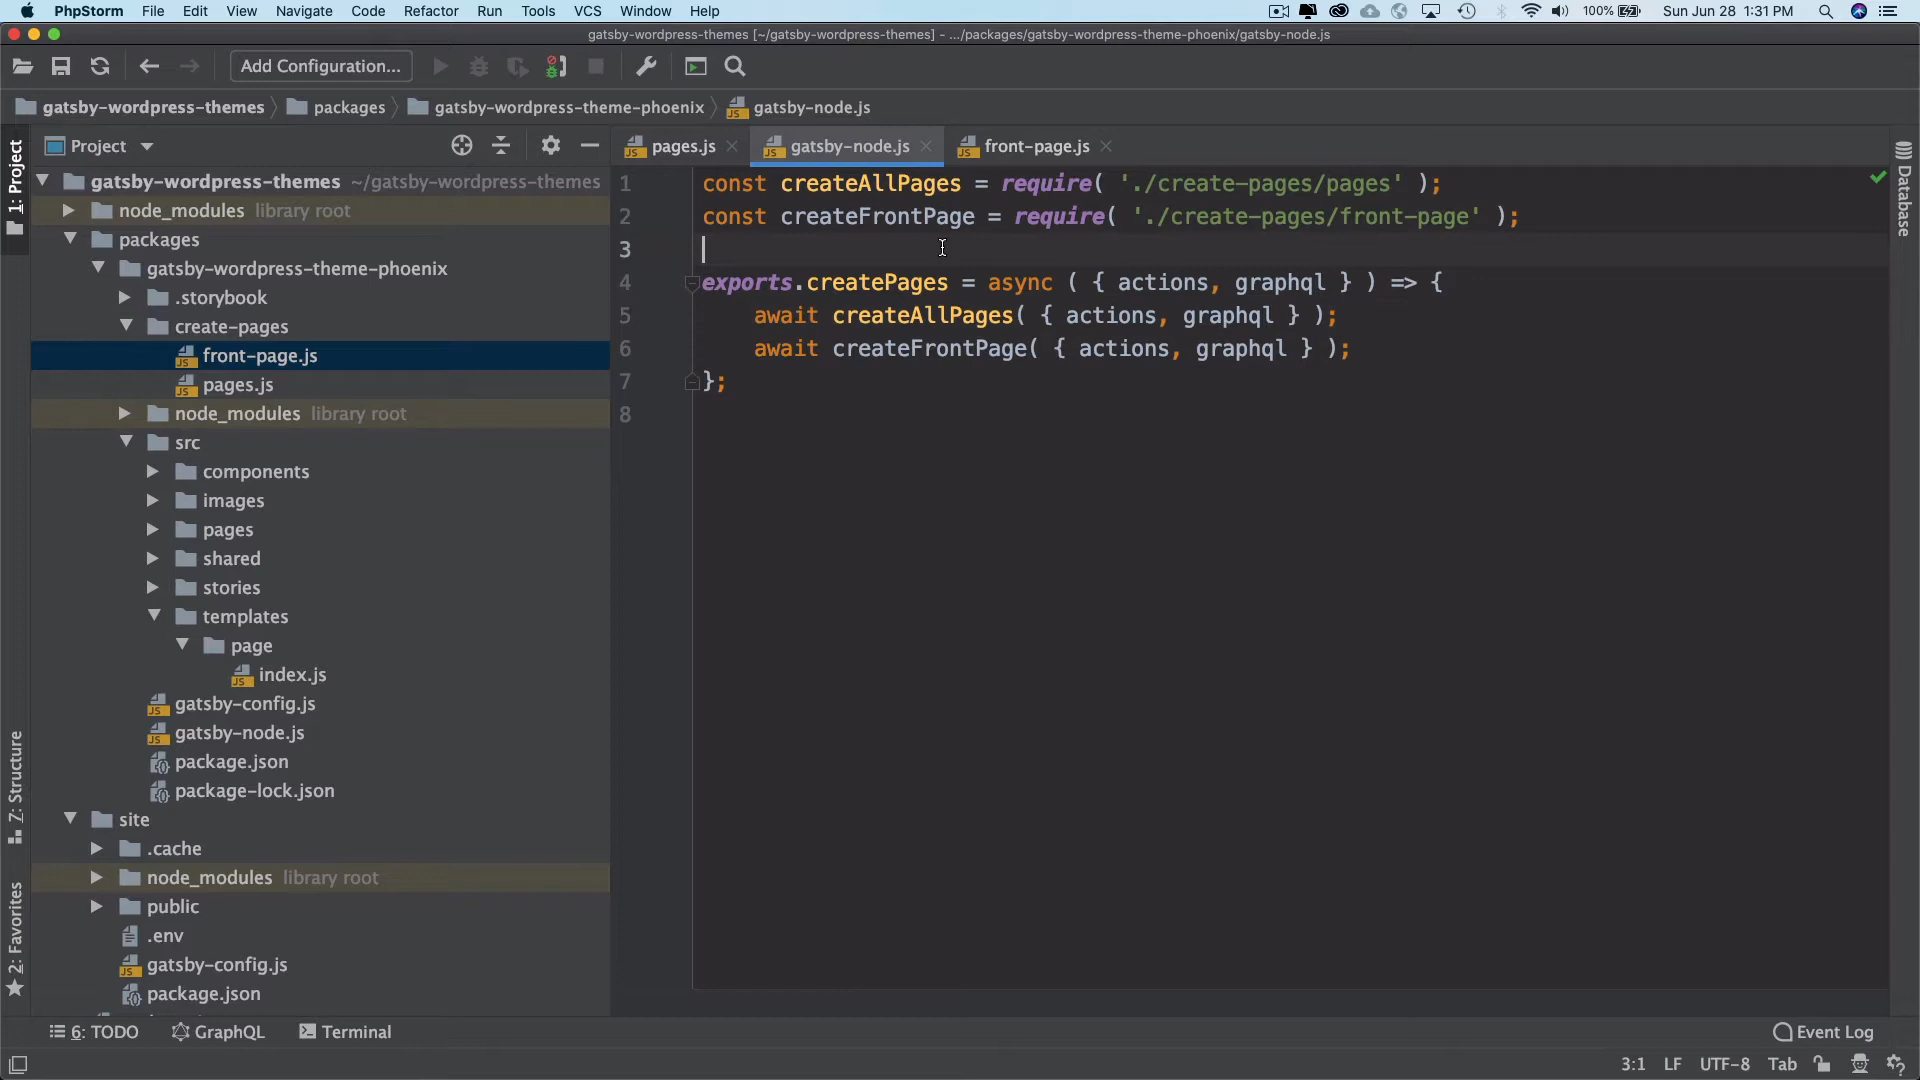 PhpStorm File Edit View Navigate Code Refactor Run Tools VCS Window Help 100% Sun Jun 28 1:31 PM
gatsby-wordpress-themes [~/gatsby-wordpress-themes] - .../packages/gatsby-wordpress-theme-phoenix/gatsby-node.js
Add Configuration...
gatsby-wordpress-themes packages gatsby-wordpress-theme-phoenix gatsby-node.js
1: Project
Z: Structure
2: Favorites
Project
gatsby-wordpress-themes ~/gatsby-wordpress-themes
node_modules library root
packages
gatsby-wordpress-theme-phoenix
.storybook
create-pages
front-page.js
pages.js
node_modules library root
src
components
images
pages
shared
stories
templates
page
index.js
gatsby-config.js
gatsby-node.js
package.json
package-lock.json
site
.cache
node_modules library root
public
.env
gatsby-config.js
package.json
pages.js gatsby-node.js front-page.js
1 const createAllPages = require( './create-pages/pages' );
2 const createFrontPage = require( './create-pages/front-page' );
3
4 exports.createPages = async ( { actions, graphql } ) => {
5 await createAllPages( { actions, graphql } );
6 await createFrontPage( { actions, graphql } );
7 };
8
Database
6: TODO GraphQL Terminal Event Log
3:1 LF UTF-8 Tab